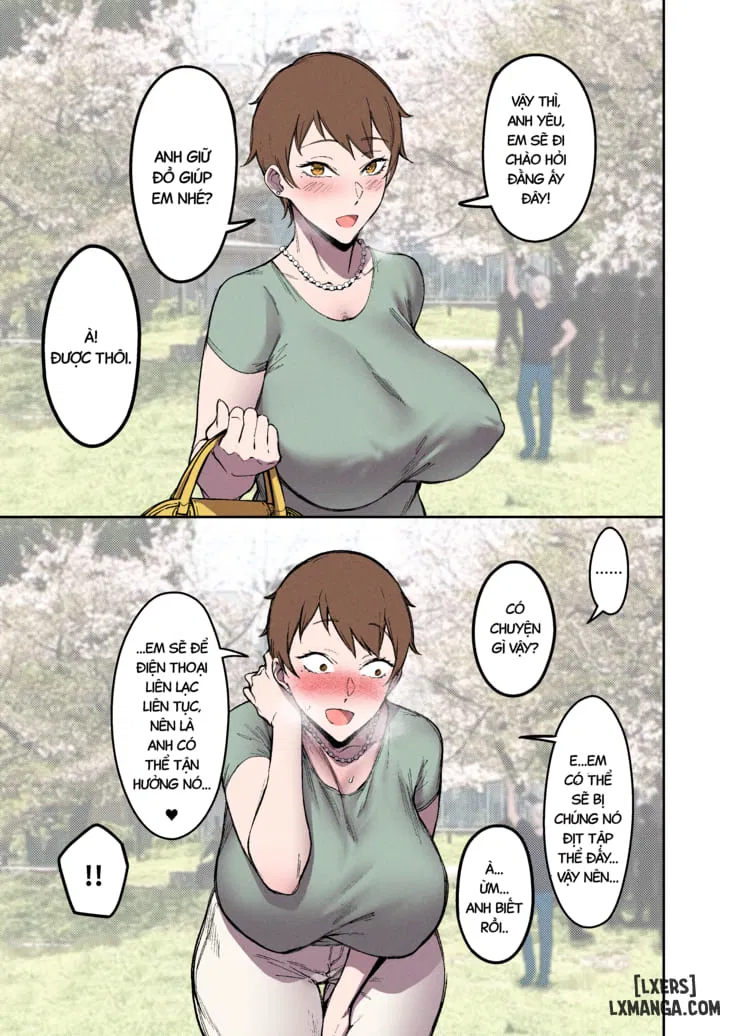 VẬY THÌ,
ANH YÊU,
EM SẼ ĐI
CHÀO HỎI
ĐẰNG ẤY
ĐÂY!
ANH GIỮ
ĐỒ GIÚP
EM NHÉ?
À!
ĐƯỢC THÔI.
......
CÓ
CHUYỆN
GÌ VẬY?
E...EM
CÓ THỂ
SẼ BỊ
CHÚNG NÓ
ĐỊT TẬP
THỂ ĐẤY...
VẬY NÊN...
À...
ỪM...
ANH BIẾT
RỒI..
...EM SẼ ĐỂ
ĐIỆN THOẠI
LIÊN LẠC
LIÊN TỤC,
NÊN LÀ
ANH CÓ
THỂ TẬN
HƯỞNG NÓ...
♥
!!
[LXERS]
LXMANGA.COM